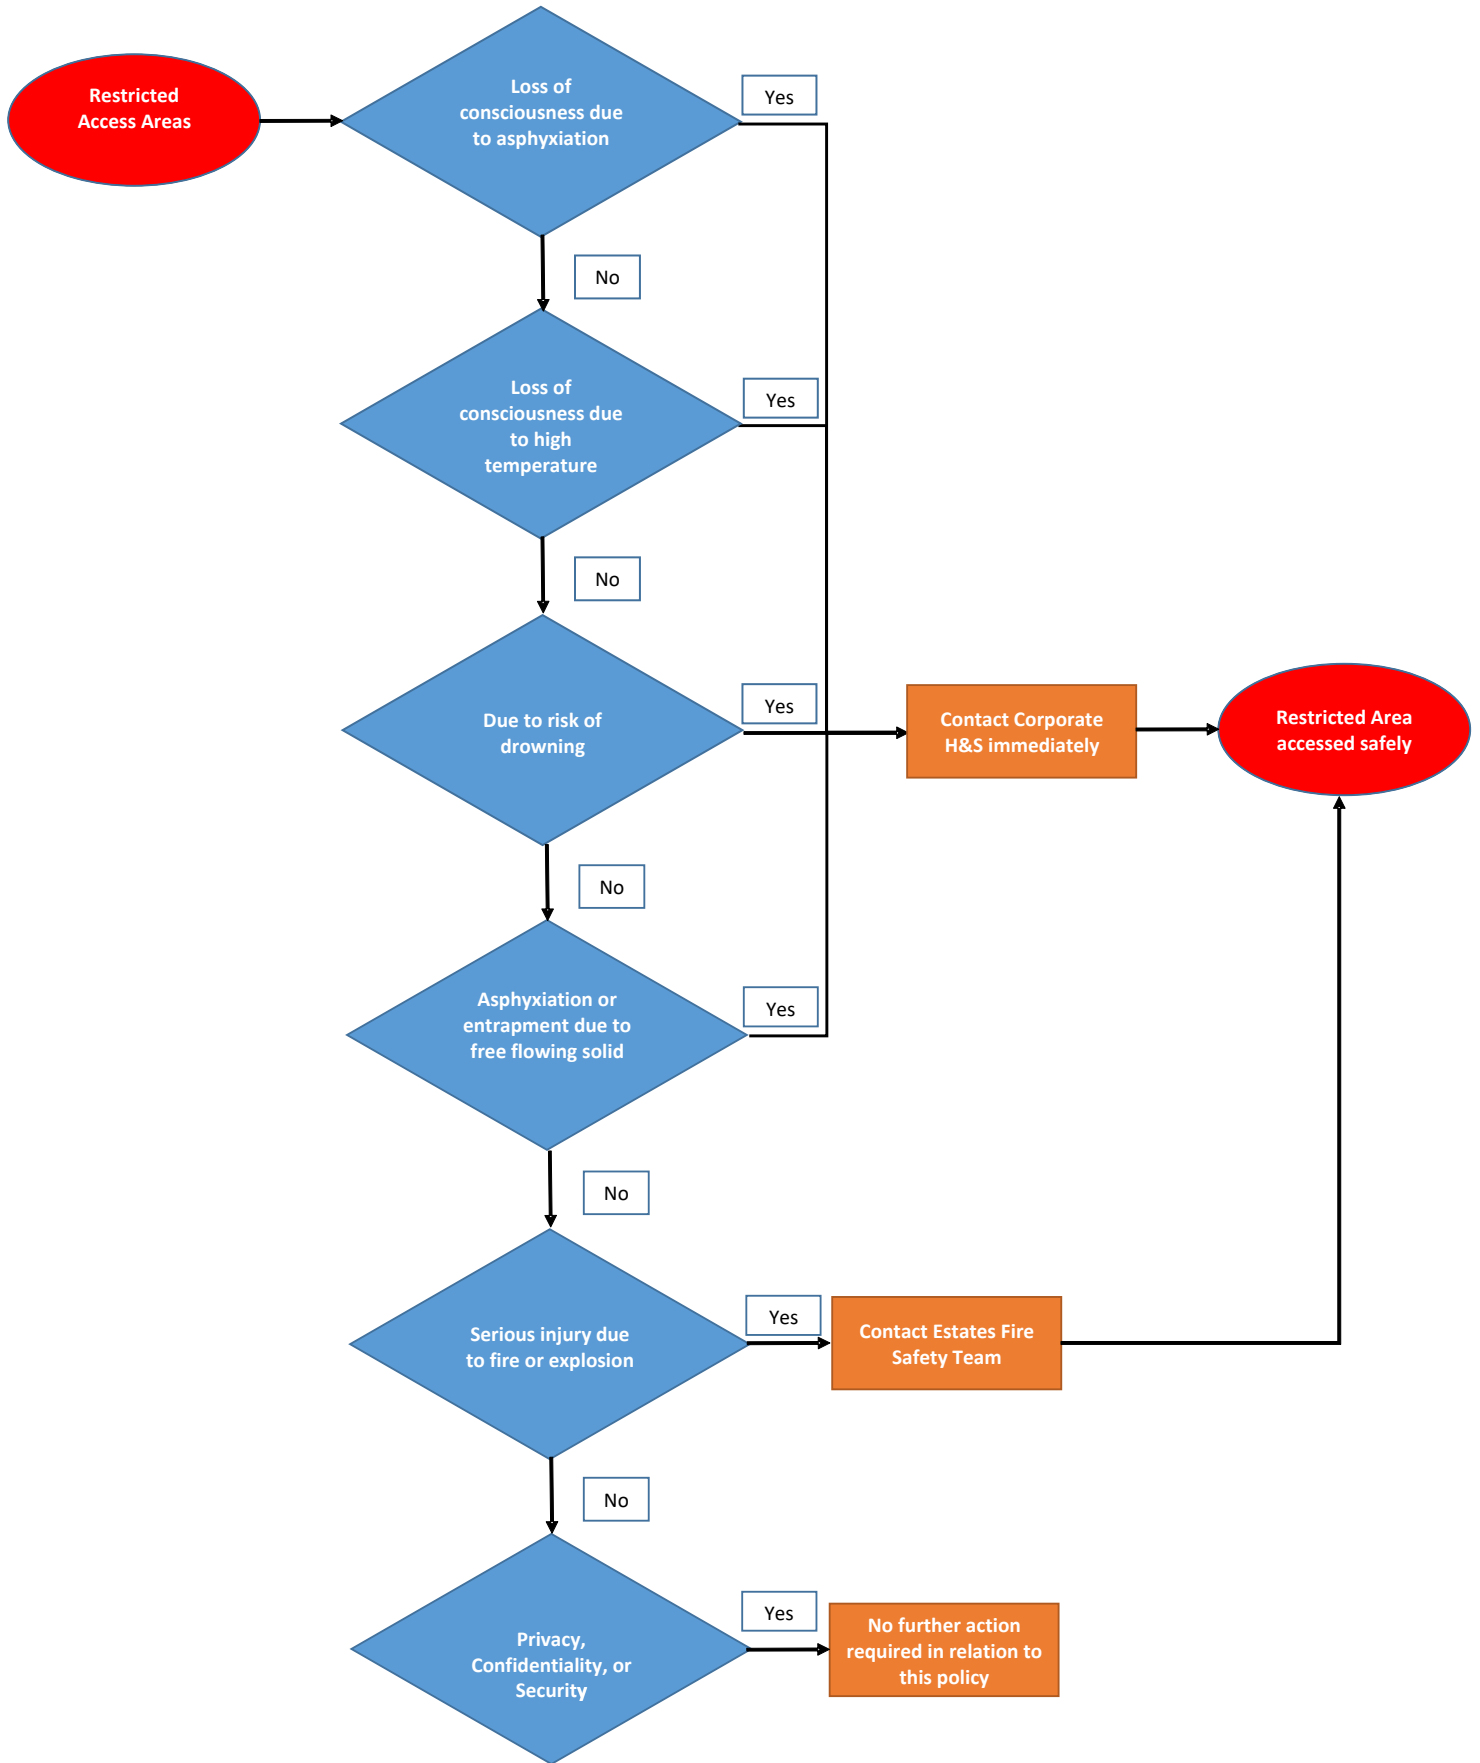 Restricted
Access Areas
Loss of
consciousness due
to asphyxiation
Yes
No
Loss of
consciousness due
to high
temperature
Yes
No
Due to risk of
drowning
Yes
Contact Corporate
H&S immediately
Restricted Area
accessed safely
No
Asphyxiation or
entrapment due to
free flowing solid
Yes
No
Serious injury due
to fire or explosion
Yes
Contact Estates Fire
Safety Team
No
Privacy,
Confidentiality, or
Security
Yes
No further action
required in relation to
this policy